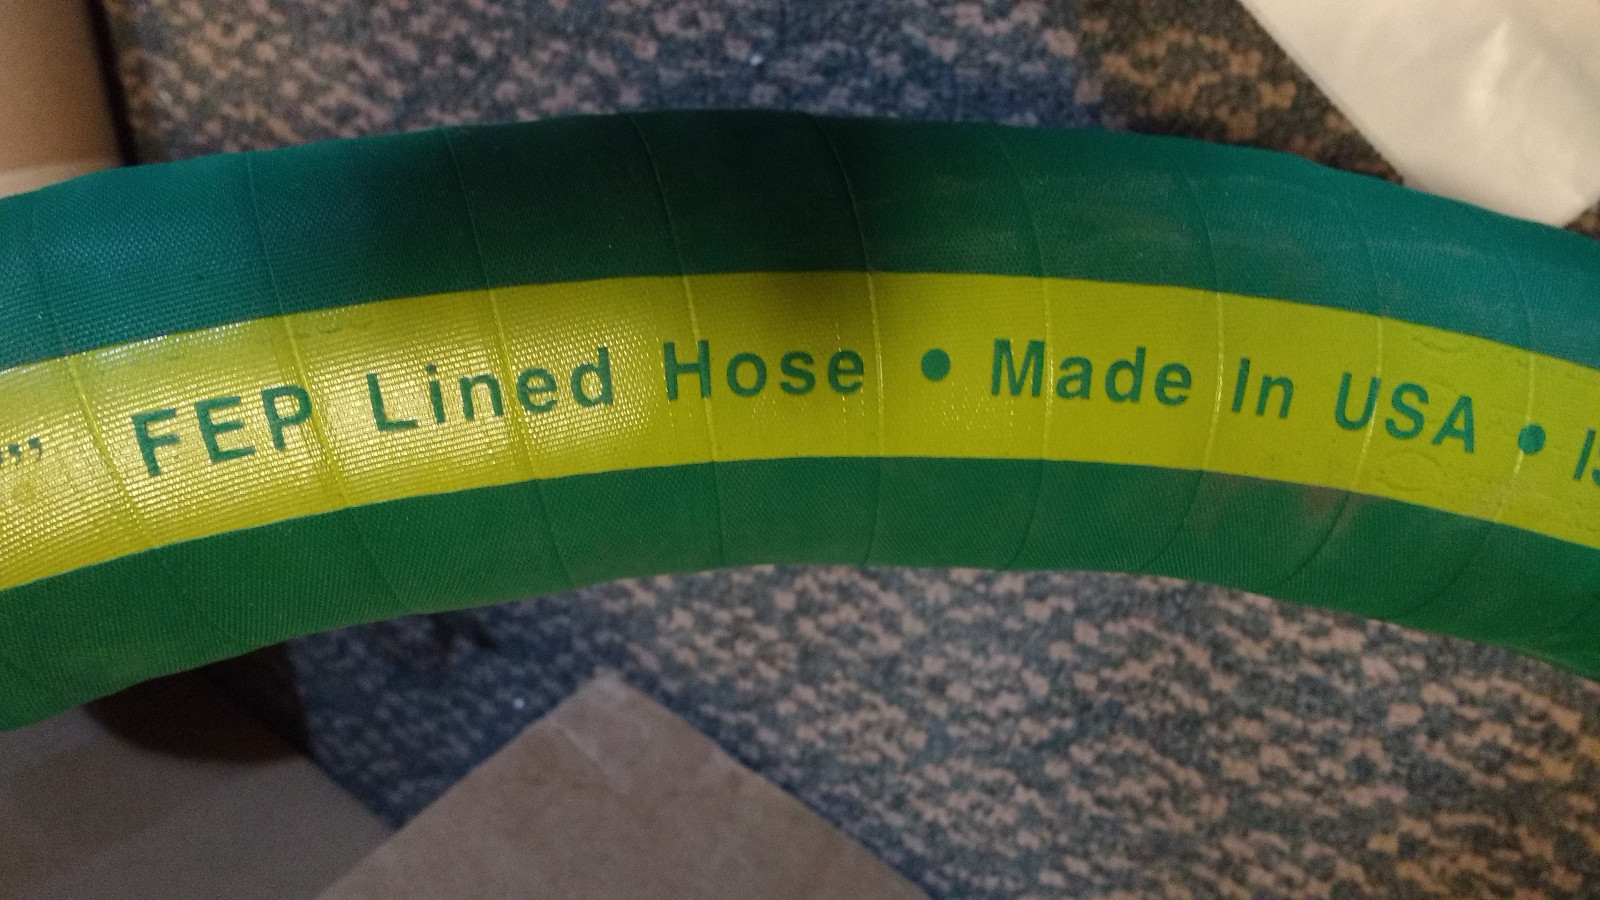 ” FEP Lined Hose • Made In USA •